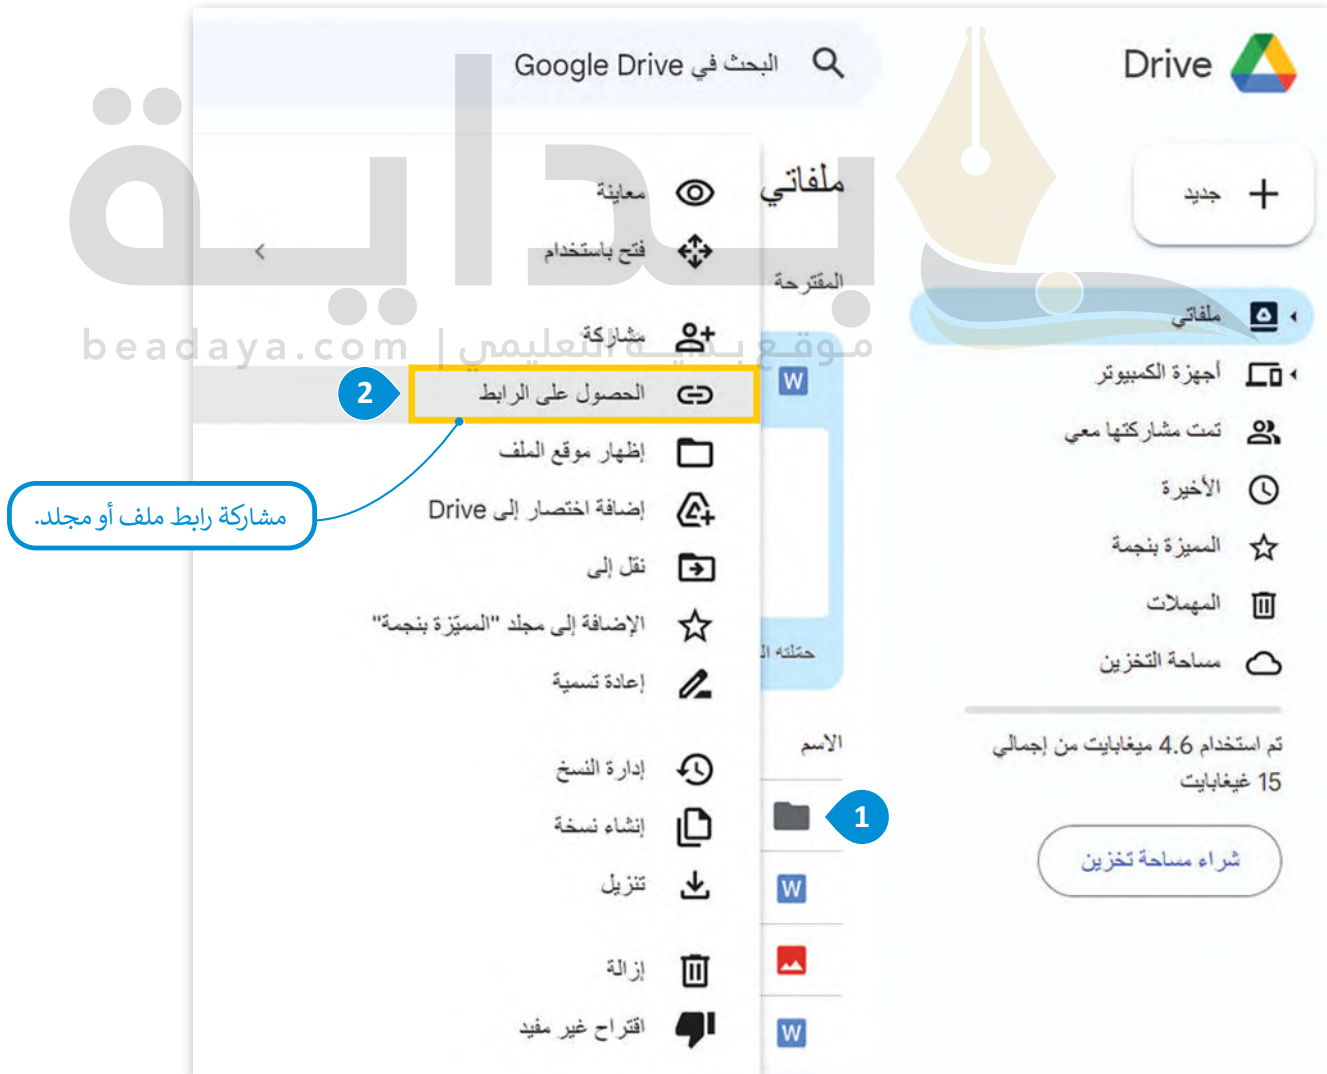 Drive
البحث في Google Drive
جديد
ملفاتي
أجهزة الكمبيوتر
تمت مشاركتها معي
الأخيرة
المميزة بنجمة
المهملات
مساحة التخزين
تم استخدام 4.6 ميغابايت من إجمالي
15 غيغابايت
شراء مساحة تخزين
ملفاتي
المقترحة
W
حمّلته
الاسم
1
W
W
معاينة
فتح باستخدام
مشاركة
الحصول على الرابط
2
إظهار موقع الملف
إضافة اختصار إلى Drive
نقل إلى
الإضافة إلى مجلد "المميّزة بنجمة"
إعادة تسمية
إدارة النسخ
إنشاء نسخة
تنزيل
إزالة
اقتراح غير مفيد
مشاركة رابط ملف أو مجلد.
بداية
موقع بداية التعليمي | beadaya.com